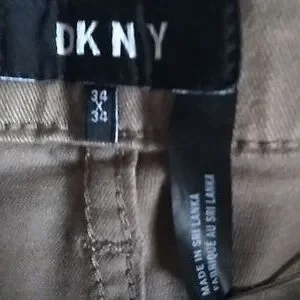 DKNY
34
X
34
MADE IN SRI LANKA
FABRIQUE AU SRI LANKA